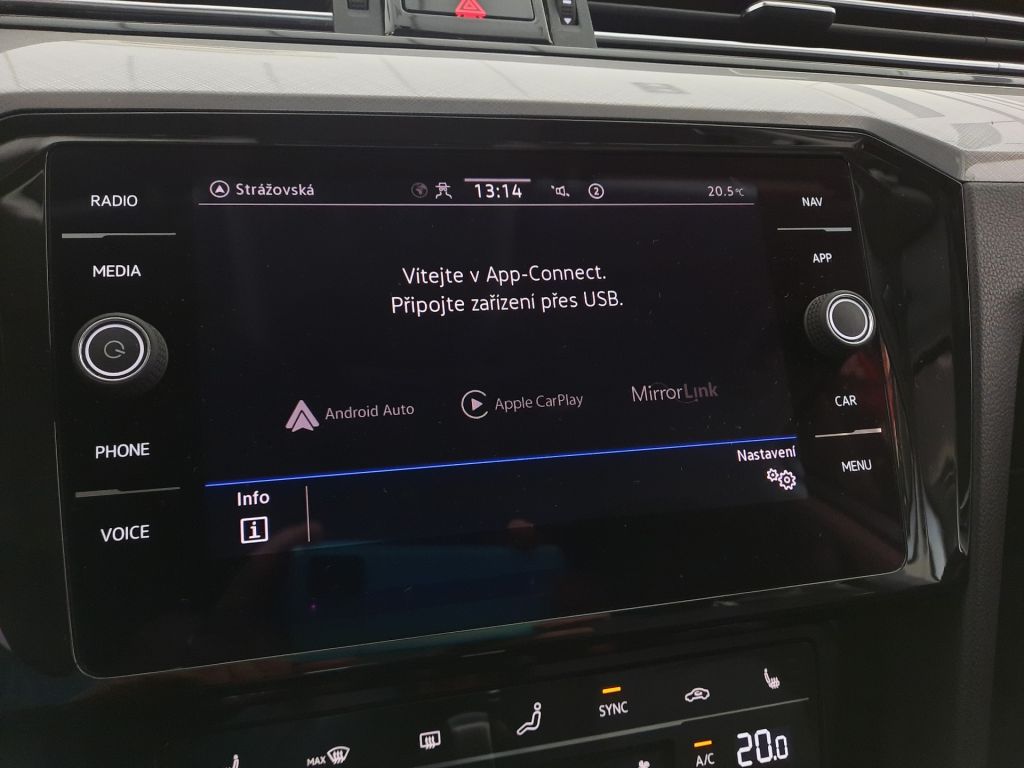 RADIO
MEDIA
PHONE
VOICE
Strážovská
13:14
2
20.5°C
Vítejte v App-Connect.
Připojte zařízení přes USB.
Android Auto
Apple CarPlay
MirrorLink
Nastavení
Info
i
NAV
APP
CAR
MENU
MAX
SYNC
A/C
20.0